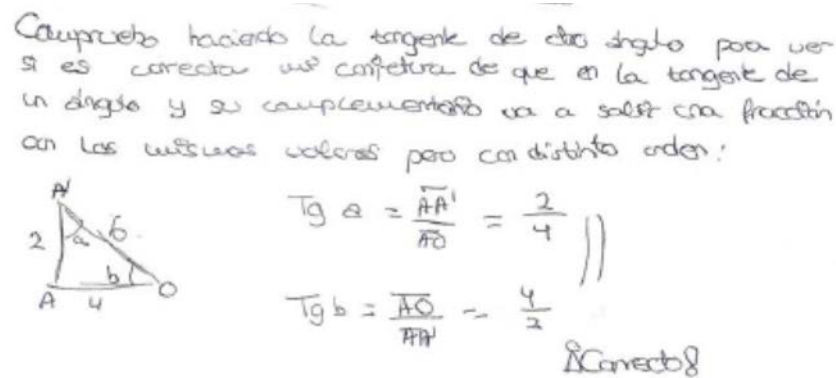 Compruebo haciendo la tangente de otro ángulo para ver
si es correcta mi conjetura de que en la tangente de
un ángulo y su complementario va a salir una fracción
con los mismos valores pero con distinto orden:
A'
2 a 6
b
A 4 O
Tg a = AA' / AO = 2/4
Tg b = AO / AA' = 4/2
¡Correcto!